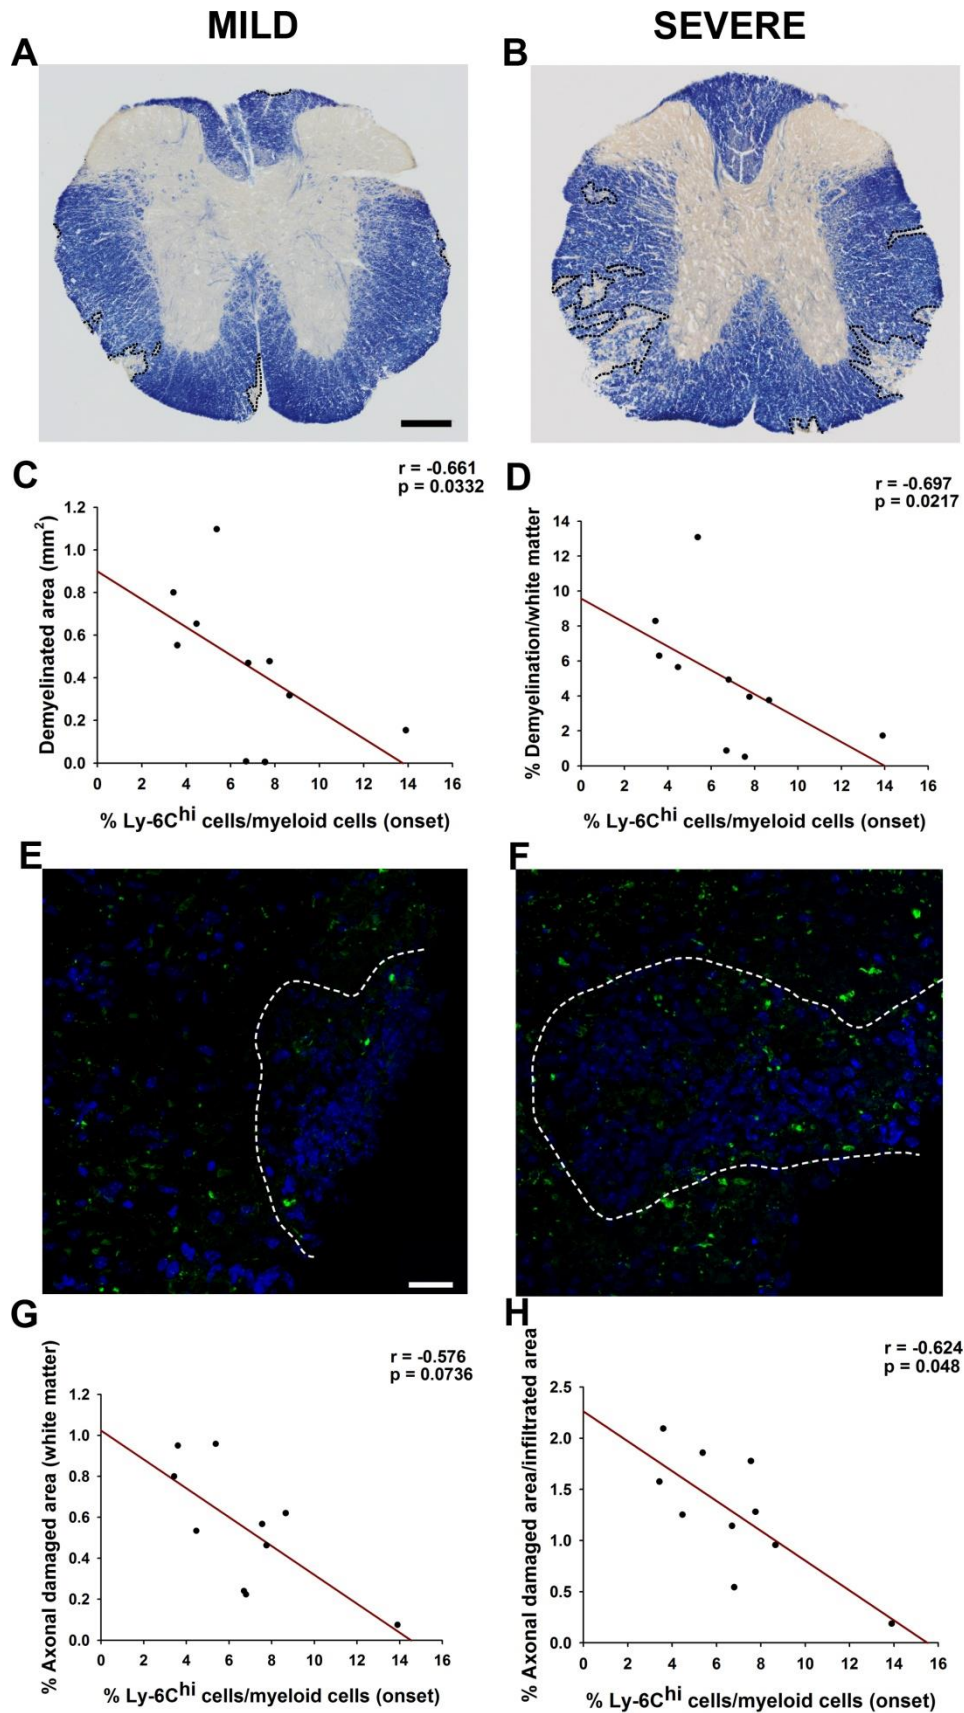 MILD
SEVERE
A
B
C
r = -0.661
p = 0.0332
Demyelinated area (mm²)
1.2
1.0
0.8
0.6
0.4
0.2
0.0
0 2 4 6 8 10 12 14 16
% Ly-6Chi cells/myeloid cells (onset)
D
r = -0.697
p = 0.0217
% Demyelination/white matter
14
12
10
8
6
4
2
0
0 2 4 6 8 10 12 14 16
% Ly-6Chi cells/myeloid cells (onset)
E
F
G
r = -0.576
p = 0.0736
% Axonal damaged area (white matter)
1.2
1.0
0.8
0.6
0.4
0.2
0.0
0 2 4 6 8 10 12 14 16
% Ly-6Chi cells/myeloid cells (onset)
H
r = -0.624
p = 0.048
% Axonal damaged area/infiltrated area
2.5
2.0
1.5
1.0
0.5
0.0
0 2 4 6 8 10 12 14 16
% Ly-6Chi cells/myeloid cells (onset)